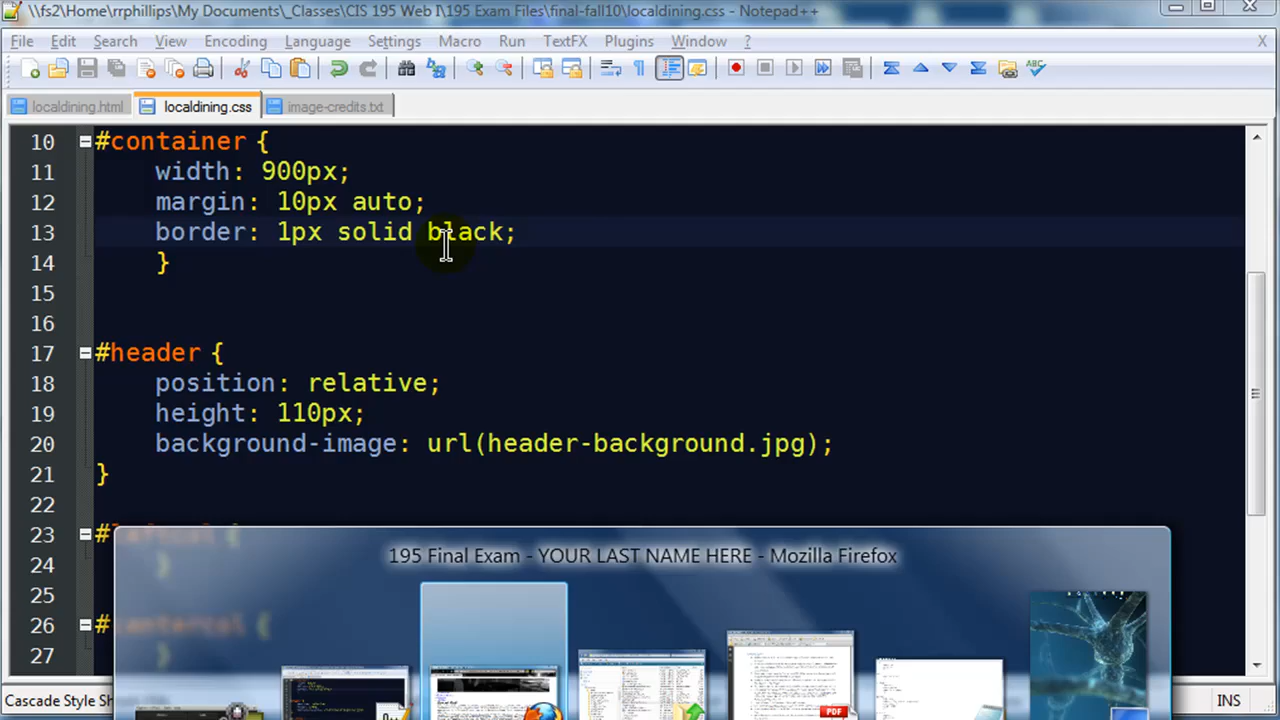 \\fs2\Home\rrphillips\My Documents\_Classes\CIS 195 Web I\195 Exam Files\final-fall10\localdining.css - Notepad++
File Edit Search View Encoding Language Settings Macro Run TextFX Plugins Window ? X
localdining.html localdining.css image-credits.txt
10 #container {
11 width: 900px;
12 margin: 10px auto;
13 border: 1px solid black;
14 }
15
16
17 #header {
18 position: relative;
19 height: 110px;
20 background-image: url(header-background.jpg);
21 }
22
23 #leftcol {
24 }
25
26 #centercol {
27 }
195 Final Exam - YOUR LAST NAME HERE - Mozilla Firefox
PDF
INS